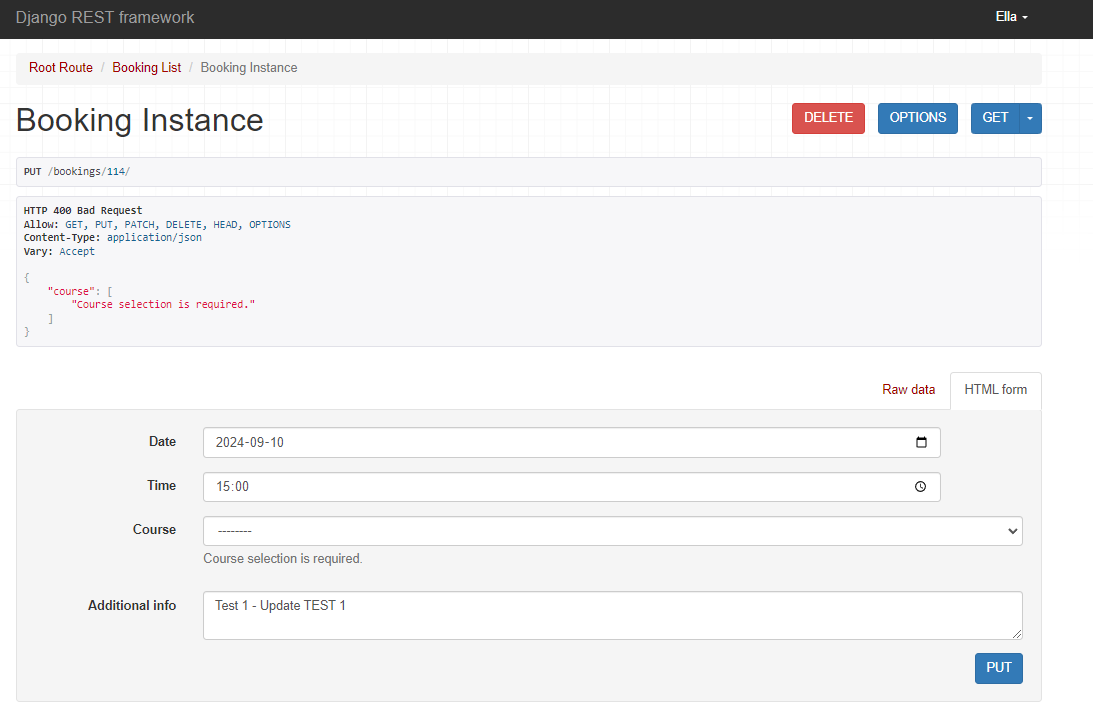 Django REST framework
Ella
Root Route / Booking List / Booking Instance
Booking Instance
DELETE
OPTIONS
GET
PUT /bookings/114/
HTTP 400 Bad Request
Allow: GET, PUT, PATCH, DELETE, HEAD, OPTIONS
Content-Type: application/json
Vary: Accept
{
    "course": [
        "Course selection is required."
    ]
}
Raw data
HTML form
Date
2024-09-10
Time
15:00
Course
--------
Course selection is required.
Additional info
Test 1 - Update TEST 1
PUT